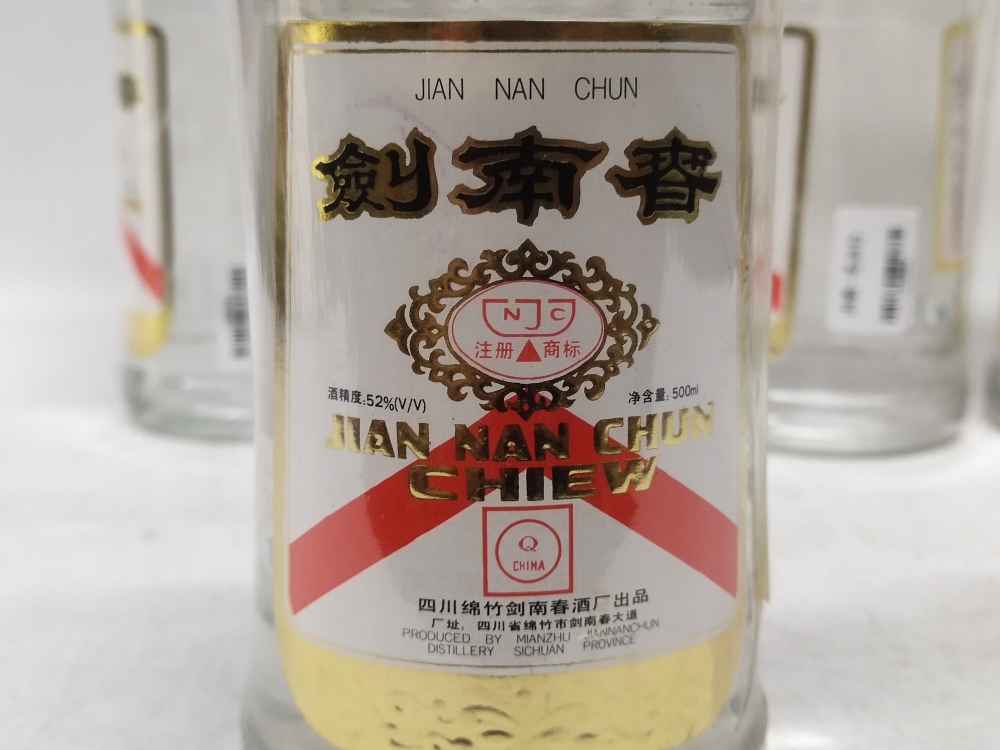 JIAN NAN CHUN
劍南春
NJC
注册 商标
酒精度:52%(V/V)
净含量:500ml
JIAN NAN CHUN
CHIEW
Q
CHINA
四川绵竹剑南春酒厂出品
厂址:四川省绵竹市剑南春大道
PRODUCED BY MIANZHU JIANNANCHUN
DISTILLERY SICHUAN PROVINCE